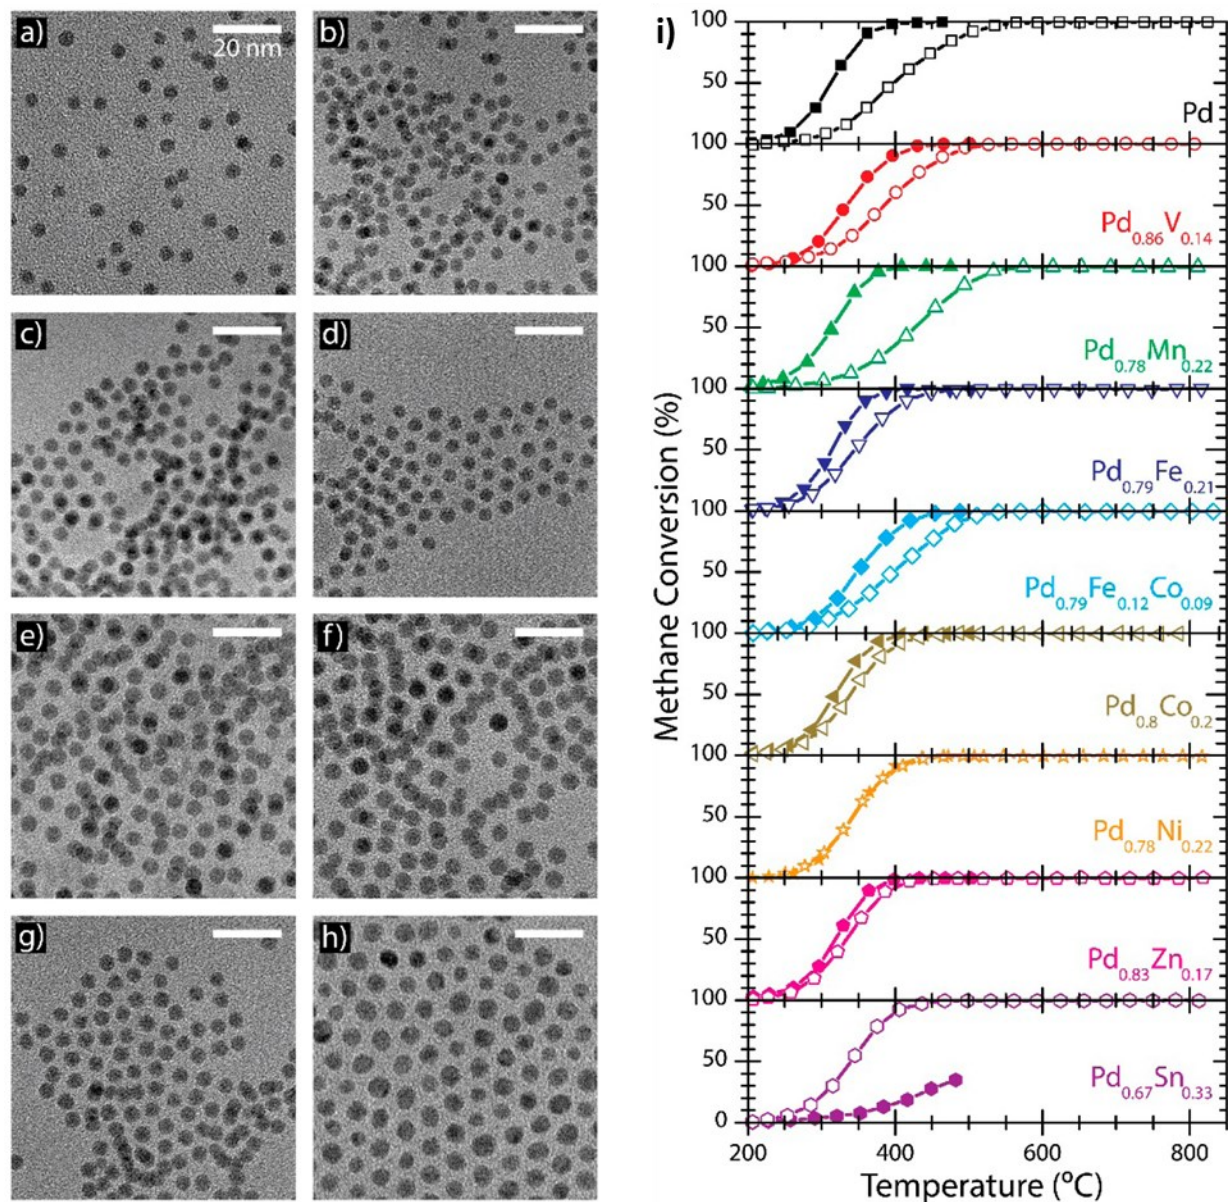 a)
20 nm
b)
c)
d)
e)
f)
g)
h)
i)
Methane Conversion (%)
100
50
Pd
100
50
Pd0.86V0.14
100
50
Pd0.78Mn0.22
100
50
Pd0.79Fe0.21
100
50
Pd0.79Fe0.12Co0.09
100
50
Pd0.8Co0.2
100
50
Pd0.78Ni0.22
100
50
Pd0.83Zn0.17
100
50
Pd0.67Sn0.33
0
200 400 600 800
Temperature (ºC)